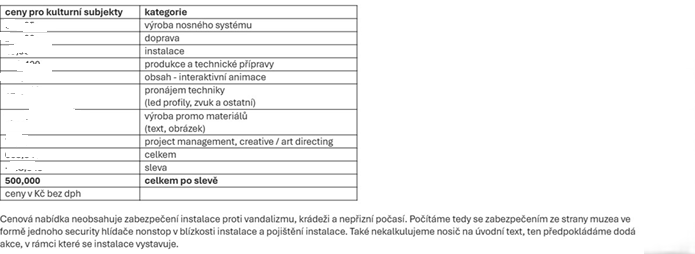 ceny pro kulturní subjekty kategorie
výroba nosného systému
doprava
instalace
produkce a technické přípravy
obsah - interaktivní animace
pronájem techniky
(led profily, zvuk a ostatní)
výroba promo materiálů
(text, obrázek)
project management, creative / art directing
celkem
sleva
500,000 celkem po slevě
ceny v Kč bez dph
Cenová nabídka neobsahuje zabezpečení instalace proti vandalizmu, krádeži a nepřízni počasí. Počítáme tedy se zabezpečením ze strany muzea ve
formě jednoho security hlídače nonstop v blízkosti instalace a pojištění instalace. Také nekalkulujeme nosič na úvodní text, ten předpokládáme dodá
akce, v rámci které se instalace vystavuje.